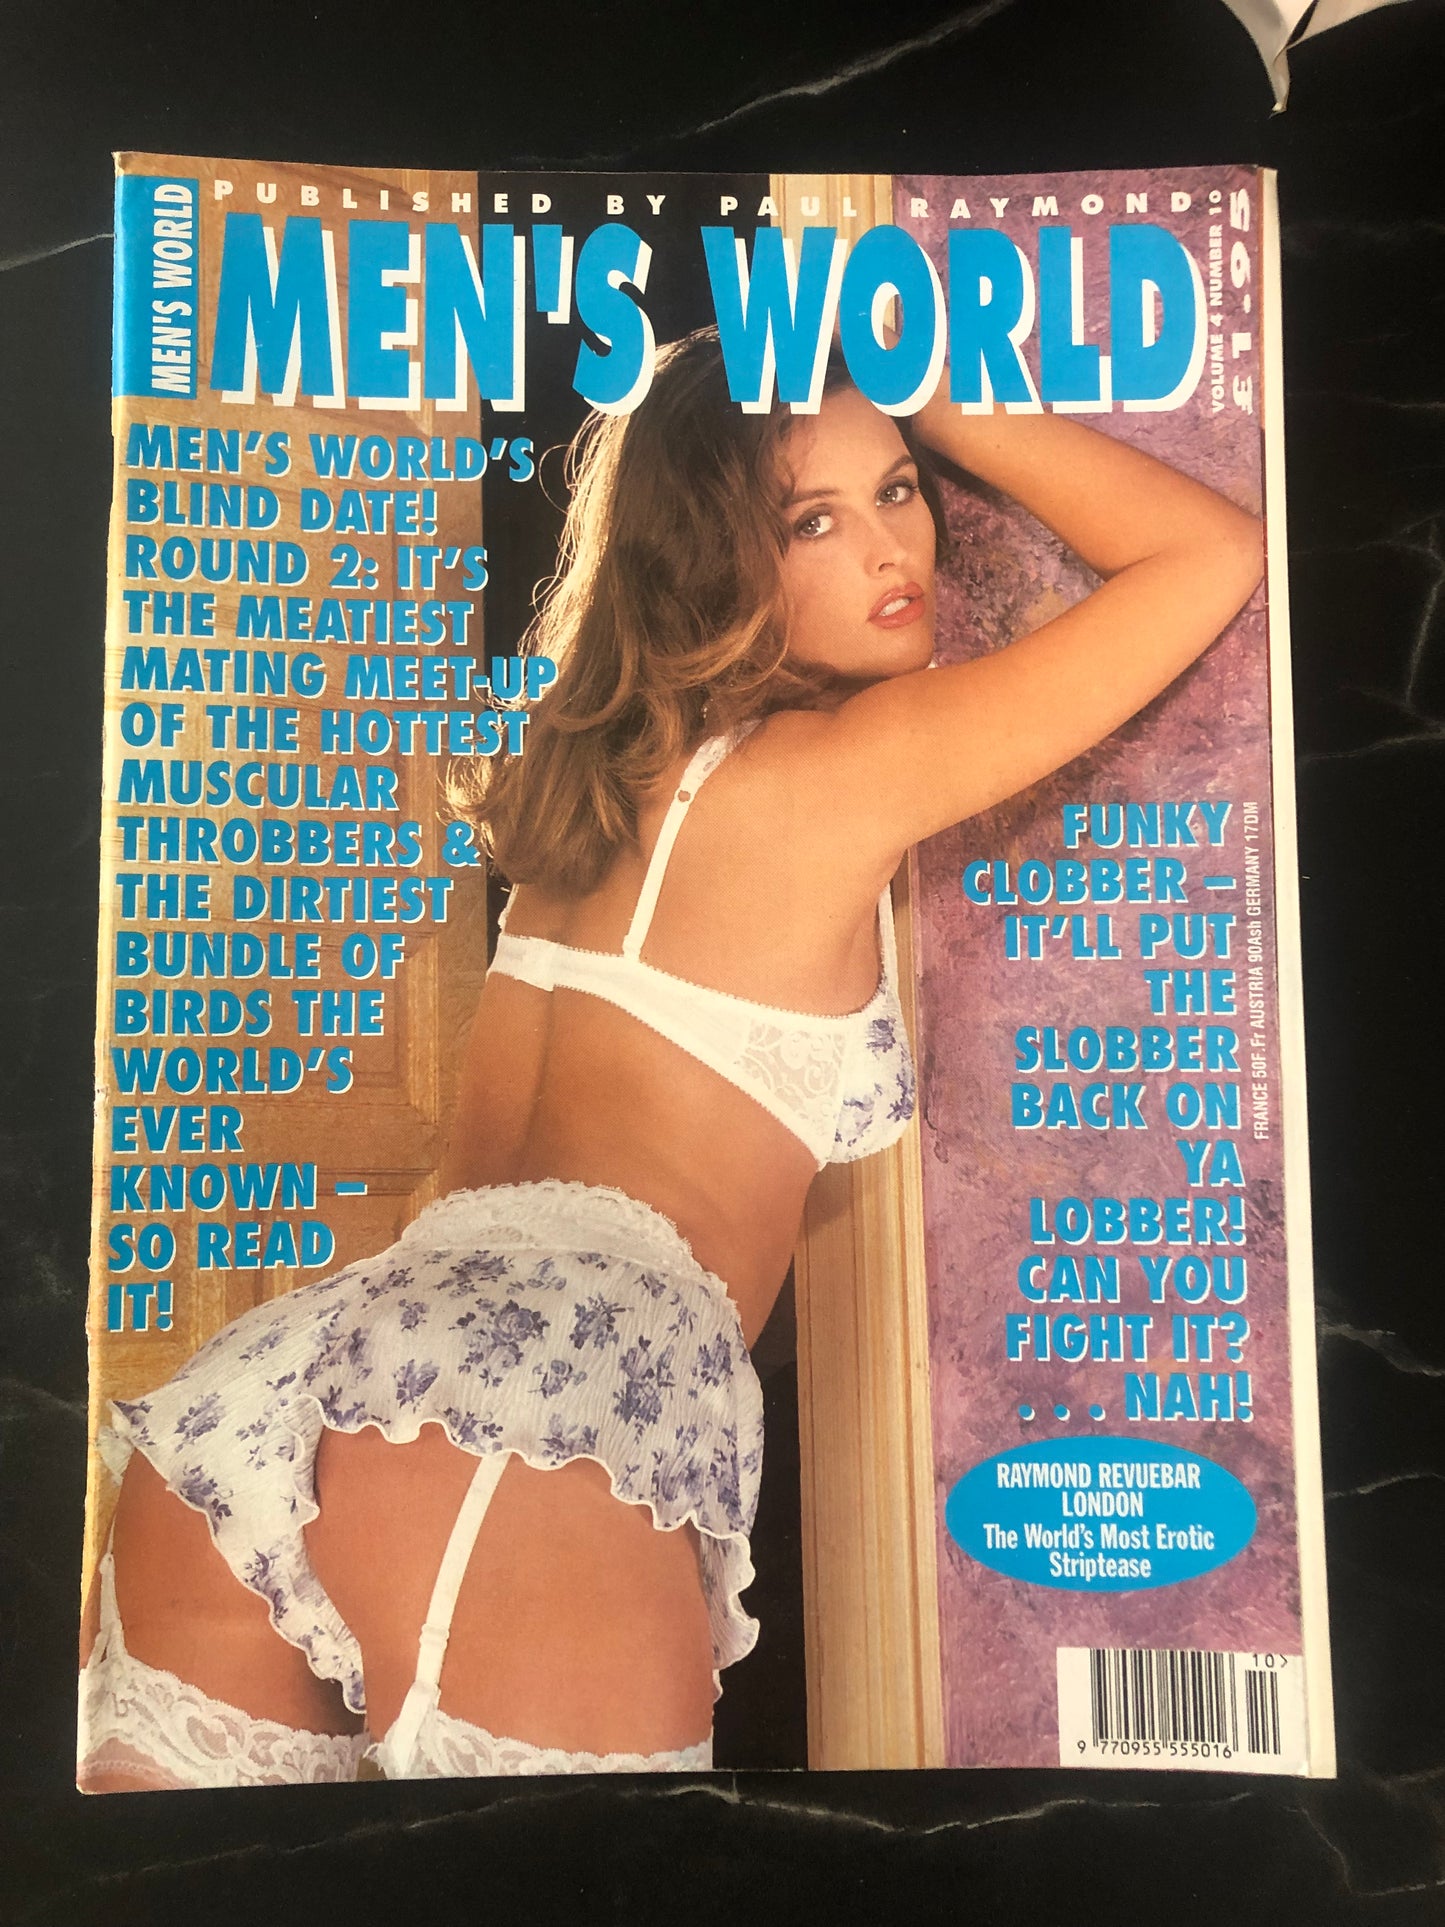 PUBLISHED BY PAUL RAYMOND
MEN'S WORLD
MEN'S WORLD
VOLUME 4 NUMBER 10
£1.95
MEN'S WORLD'S
BLIND DATE!
ROUND 2: IT'S
THE MEATIEST
MATING MEET-UP
OF THE HOTTEST
MUSCULAR
THROBBERS &
THE DIRTIEST
BUNDLE OF
BIRDS THE
WORLD'S
EVER
KNOWN –
SO READ
IT!
FUNKY
CLOBBER –
IT'LL PUT
THE
SLOBBER
BACK ON
YA
LOBBER!
CAN YOU
FIGHT IT?
. . . NAH!
FRANCE 50F.Fr AUSTRIA 90Ash GERMANY 17DM
RAYMOND REVUEBAR
LONDON
The World's Most Erotic
Striptease
10>
9 770955 555016